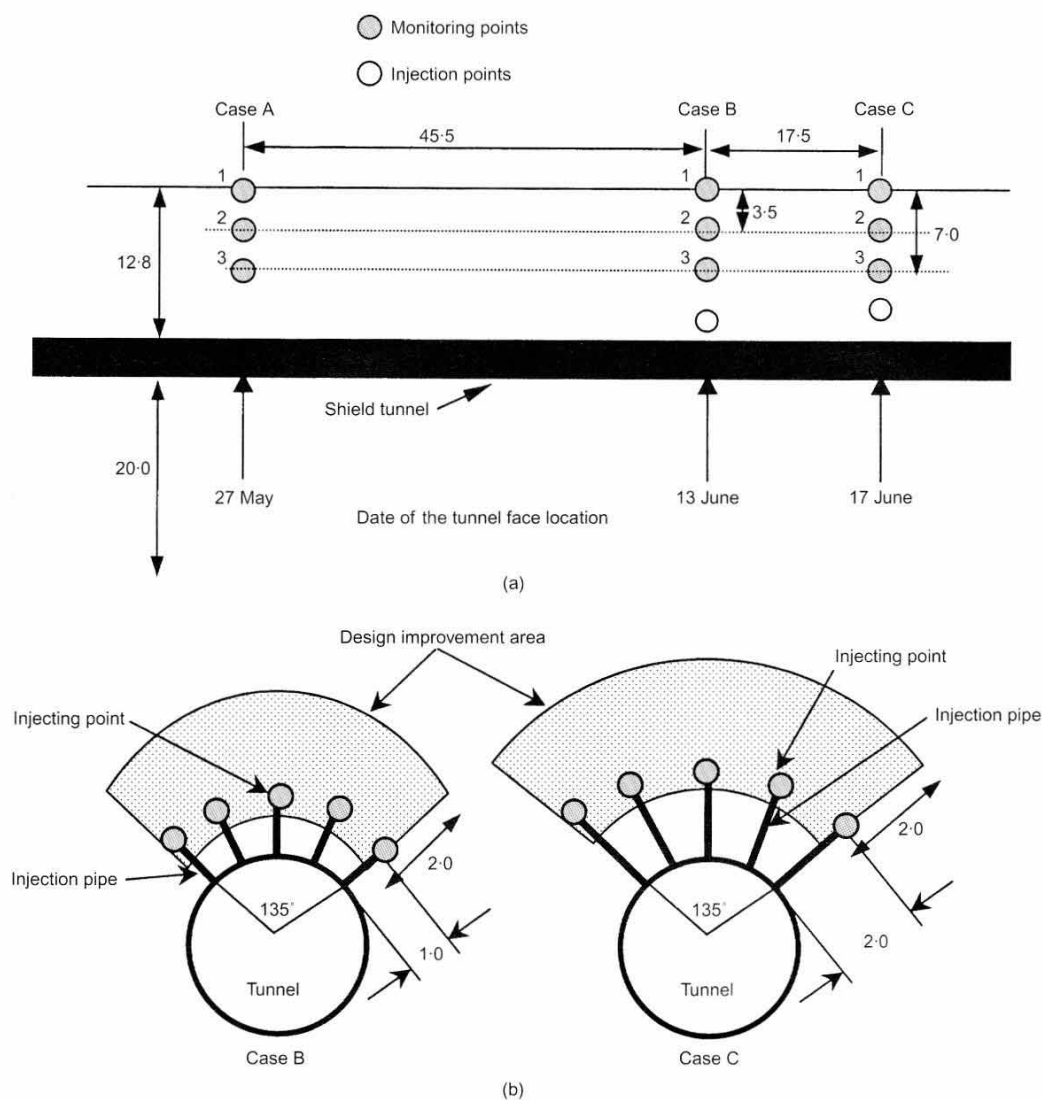 Monitoring points
Injection points
Case A
Case B
Case C
45·5
17·5
1
1
1
2
2
3·5
2
7·0
12·8
3
3
3
Shield tunnel
20·0
27 May
13 June
17 June
Date of the tunnel face location
(a)
Design improvement area
Injecting point
Injecting point
Injection pipe
Injection pipe
2·0
2·0
135°
135°
1·0
2·0
Tunnel
Tunnel
Case B
Case C
(b)